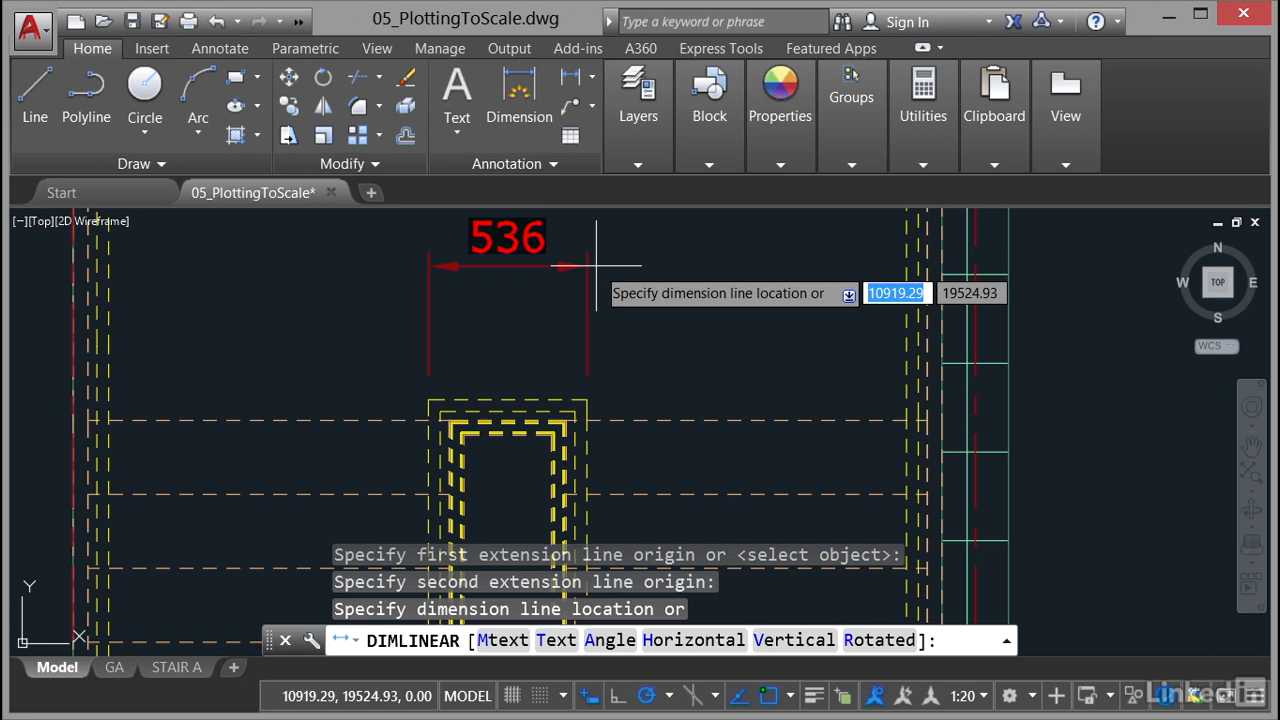 05_PlottingToScale.dwg
Type a keyword or phrase
Sign In
Home Insert Annotate Parametric View Manage Output Add-ins A360 Express Tools Featured Apps
Line Polyline Circle Arc
Text Dimension
Layers Block Properties Groups Utilities Clipboard View
Draw Modify Annotation
Start 05_PlottingToScale*
[−][Top][2D Wireframe]
536
N
W TOP E
S
WCS
Specify dimension line location or 10919.29 19524.93
Specify first extension line origin or <select object>:
Specify second extension line origin:
Specify dimension line location or
Y
X
DIMLINEAR [Mtext Text Angle Horizontal Vertical Rotated]:
Model GA STAIR A
10919.29, 19524.93, 0.00 MODEL 1:20
LinkedIn